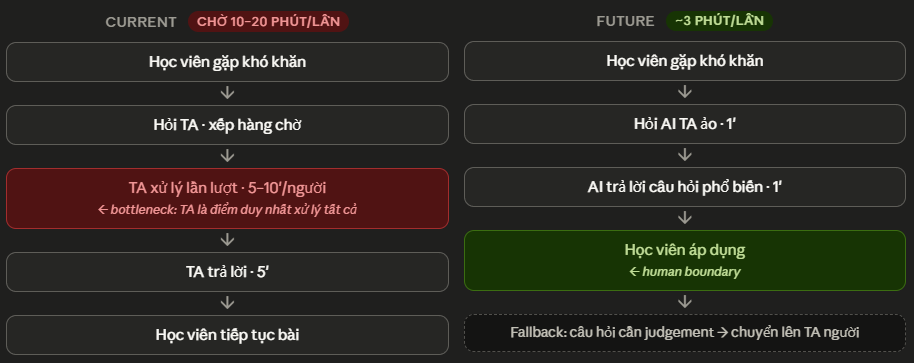 CURRENT CHỜ 10–20 PHÚT/LẦN
Học viên gặp khó khăn
↓
Hỏi TA · xếp hàng chờ
↓
TA xử lý lần lượt · 5–10'/người
← bottleneck: TA là điểm duy nhất xử lý tất cả
↓
TA trả lời · 5'
↓
Học viên tiếp tục bài
FUTURE ~3 PHÚT/LẦN
Học viên gặp khó khăn
↓
Hỏi AI TA ảo · 1'
↓
AI trả lời câu hỏi phổ biến · 1'
↓
Học viên áp dụng
← human boundary
↓
Fallback: câu hỏi cần judgement → chuyển lên TA người